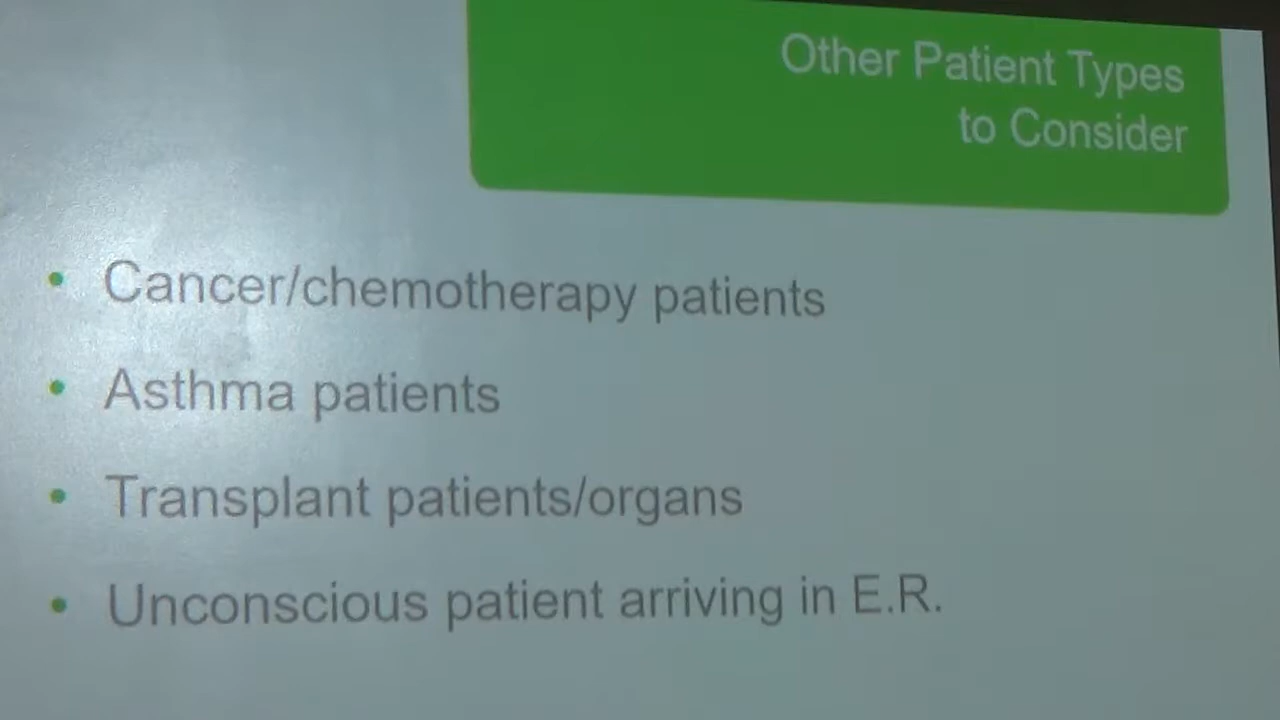 Other Patient Types
to Consider
• Cancer/chemotherapy patients
• Asthma patients
• Transplant patients/organs
• Unconscious patient arriving in E.R.